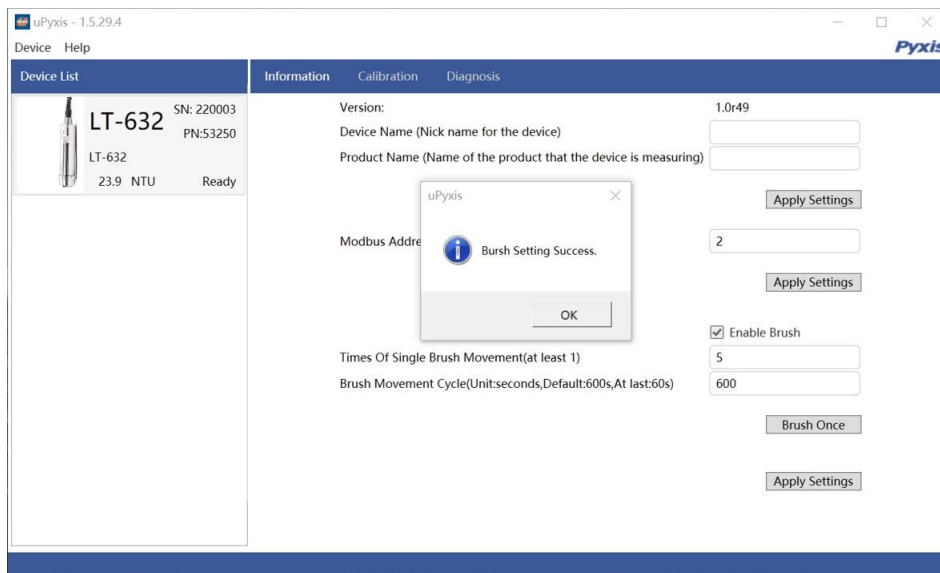 uPyxis - 1.5.29.4
Device Help
Pyxis
Device List
Information Calibration Diagnosis
LT-632
SN: 220003
PN:53250
LT-632
23.9 NTU Ready
Version: 1.0r49
Device Name (Nick name for the device)
Product Name (Name of the product that the device is measuring)
Apply Settings
uPyxis
Modbus Addre 2
Bursh Setting Success.
Apply Settings
OK
Enable Brush
Times Of Single Brush Movement(at least 1) 5
Brush Movement Cycle(Unit:seconds,Default:600s,At last:60s) 600
Brush Once
Apply Settings